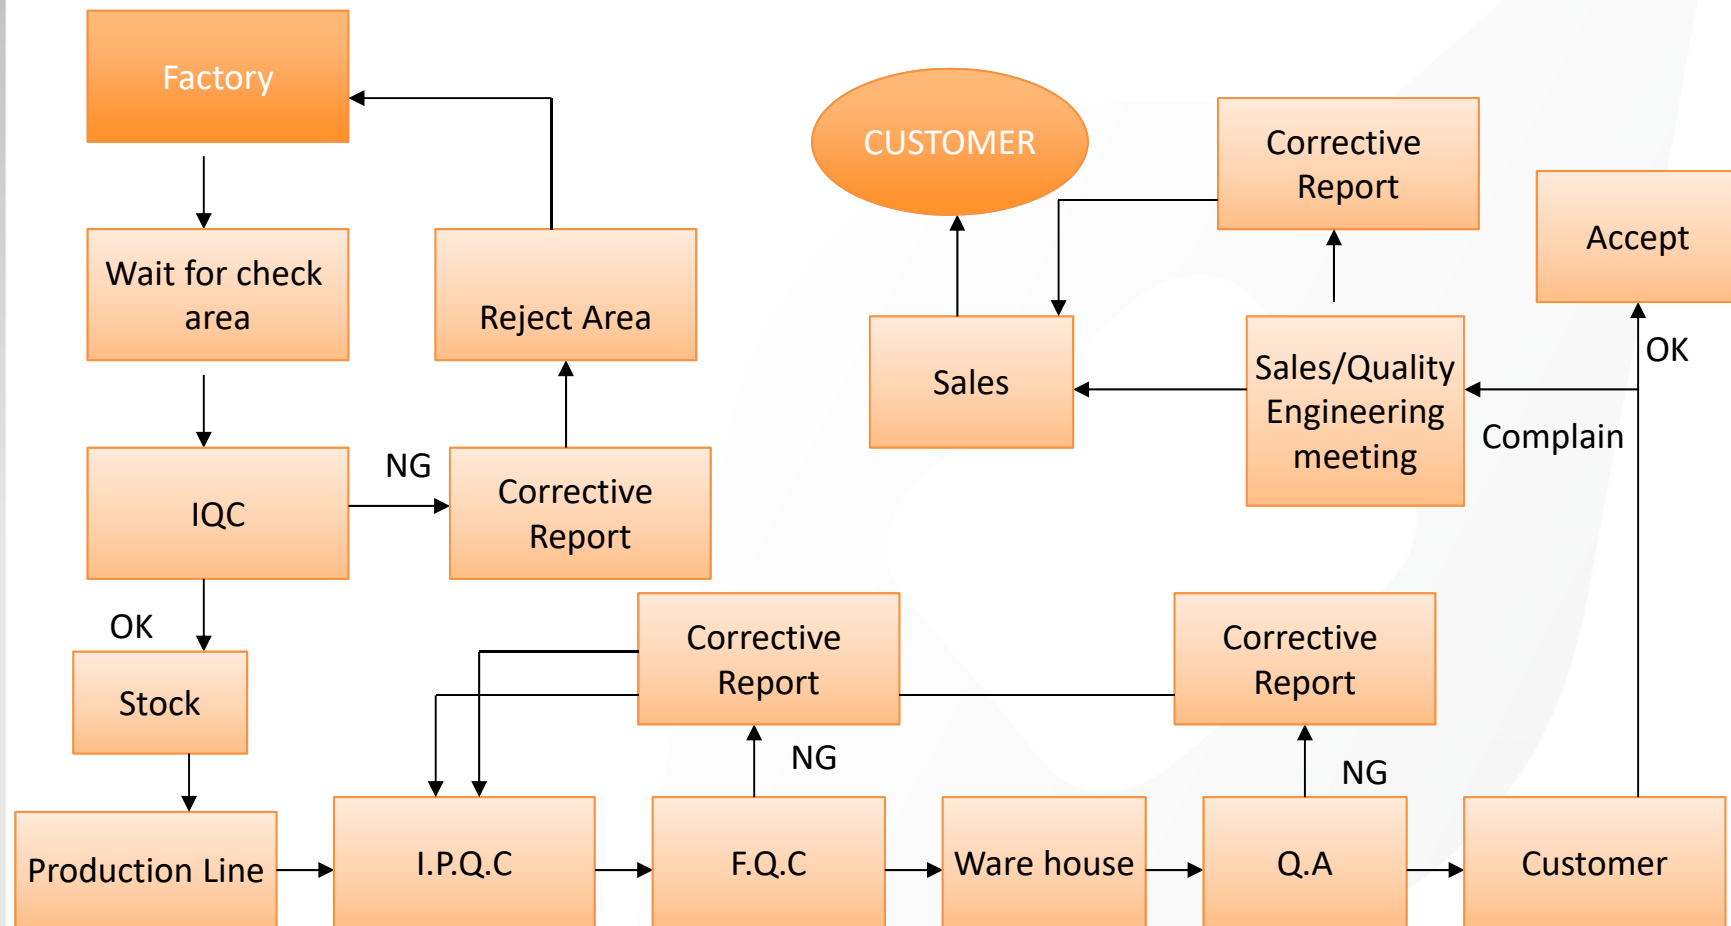 Factory
CUSTOMER
Corrective
Report
Accept
Wait for check
area
Reject Area
OK
Sales
Sales/Quality
Engineering
meeting
Complain
NG
IQC
Corrective
Report
OK
Stock
Corrective
Report
Corrective
Report
NG
NG
Production Line
I.P.Q.C
F.Q.C
Ware house
Q.A
Customer